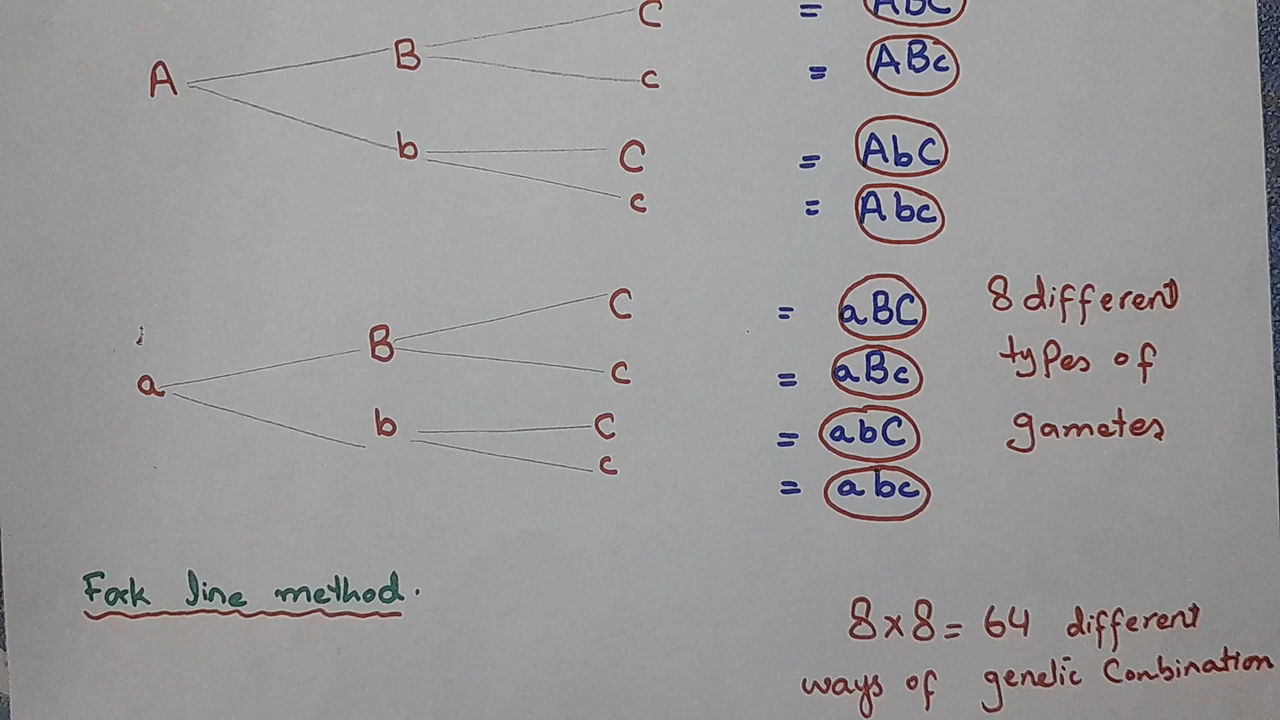 C = ABC
A B c = ABc
b C = AbC
c = Abc
C = aBC
a B c = aBc
b C = abC
c = abc
8 different
types of
gametes
Fork line method.
8x8= 64 different
ways of genetic Combination